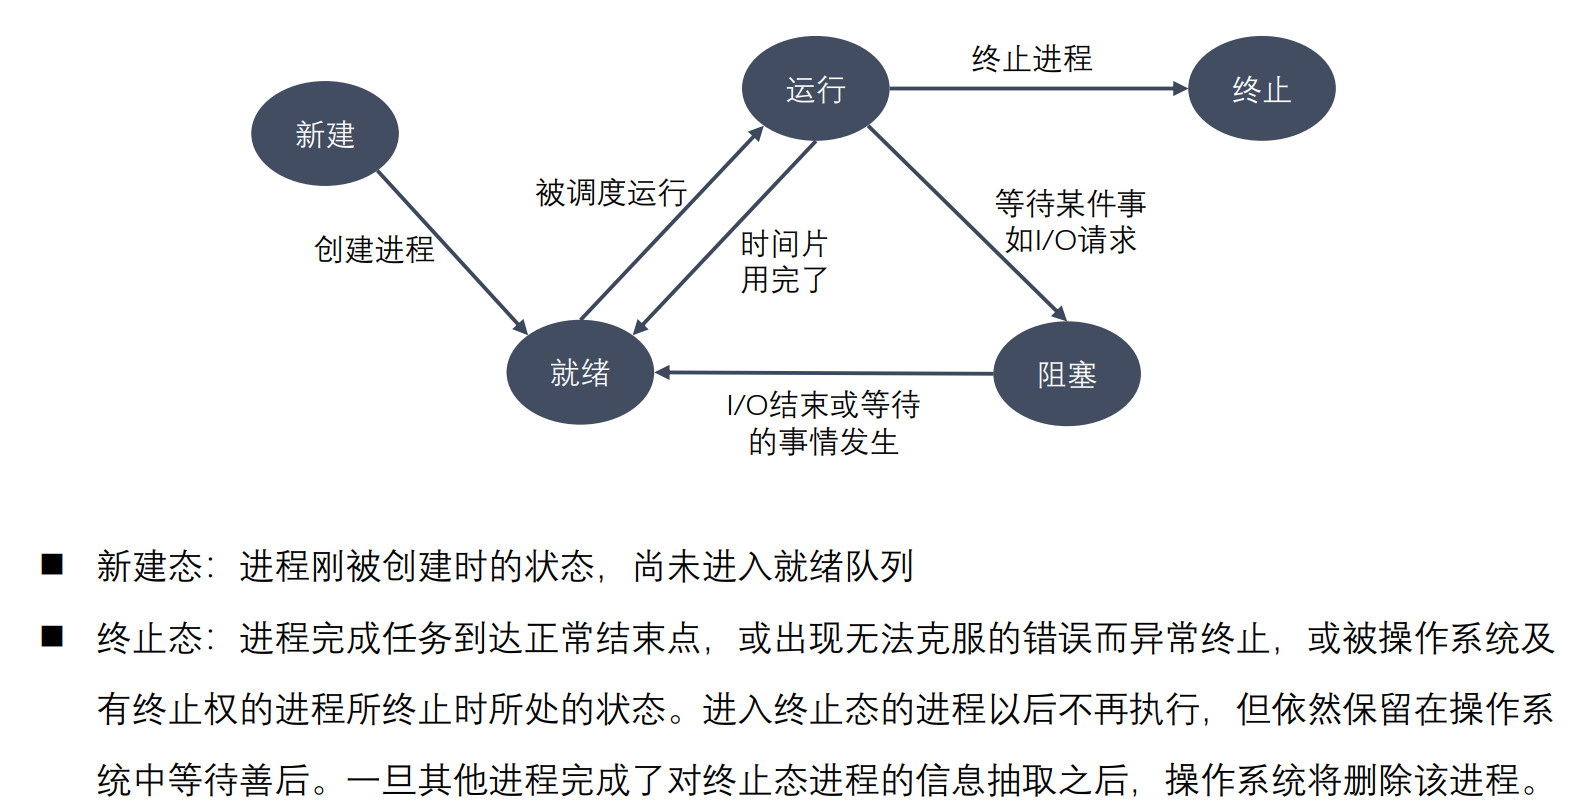 运行
终止进程
终止
新建
被调度运行
等待某件事
如I/O请求
创建进程
时间片
用完了
就绪
阻塞
I/O结束或等待
的事情发生
■ 新建态：进程刚被创建时的状态，尚未进入就绪队列
■ 终止态：进程完成任务到达正常结束点，或出现无法克服的错误而异常终止，或被操作系统及
有终止权的进程所终止时所处的状态。进入终止态的进程以后不再执行，但依然保留在操作系
统中等待善后。一旦其他进程完成了对终止态进程的信息抽取之后，操作系统将删除该进程。